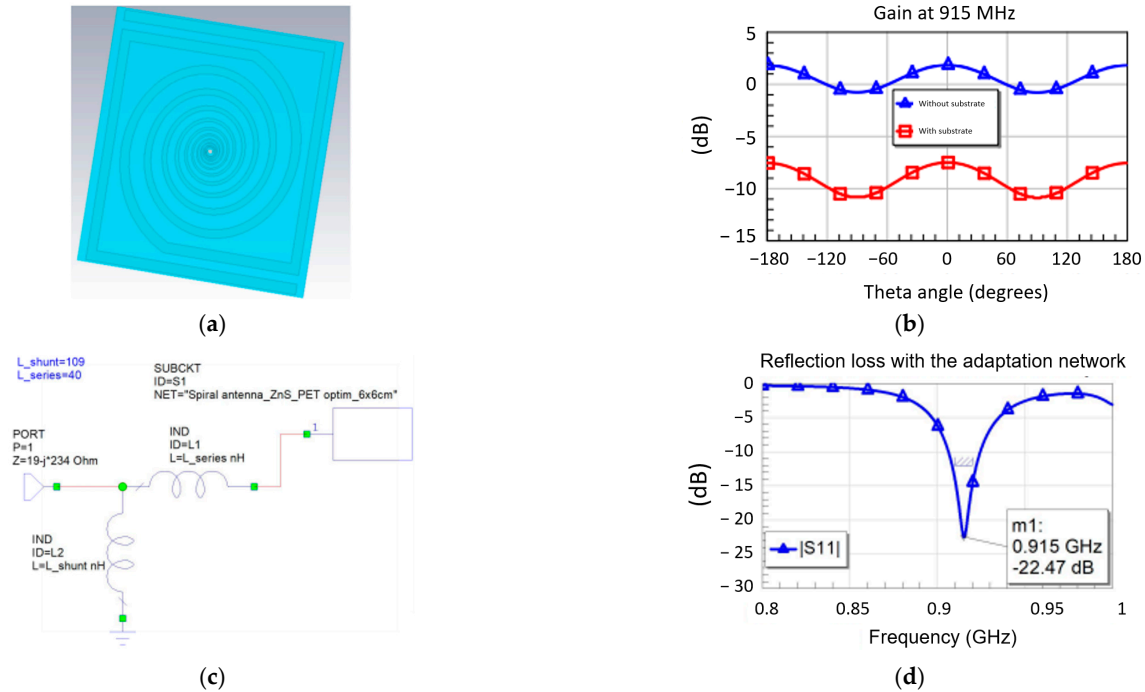 Gain at 915 MHz
5
0
−5
−10
− 15
(dB)
Without substrate
With substrate
−180
−120
−60
0
60
120
180
Theta angle (degrees)
(a)
(b)
L_shunt=109
L_series=40
SUBCKT
ID=S1
NET="Spiral antenna_ZnS_PET optim_6x6cm"
1
PORT
P=1
Z=19-j*234 Ohm
IND
ID=L1
L=L_series nH
IND
ID=L2
L=L_shunt nH
Reflection loss with the adaptation network
0
−5
−10
−15
− 20
−25
− 30
(dB)
|S11|
m1:
0.915 GHz
-22.47 dB
0.8
0.85
0.9
0.95
1
Frequency (GHz)
(c)
(d)